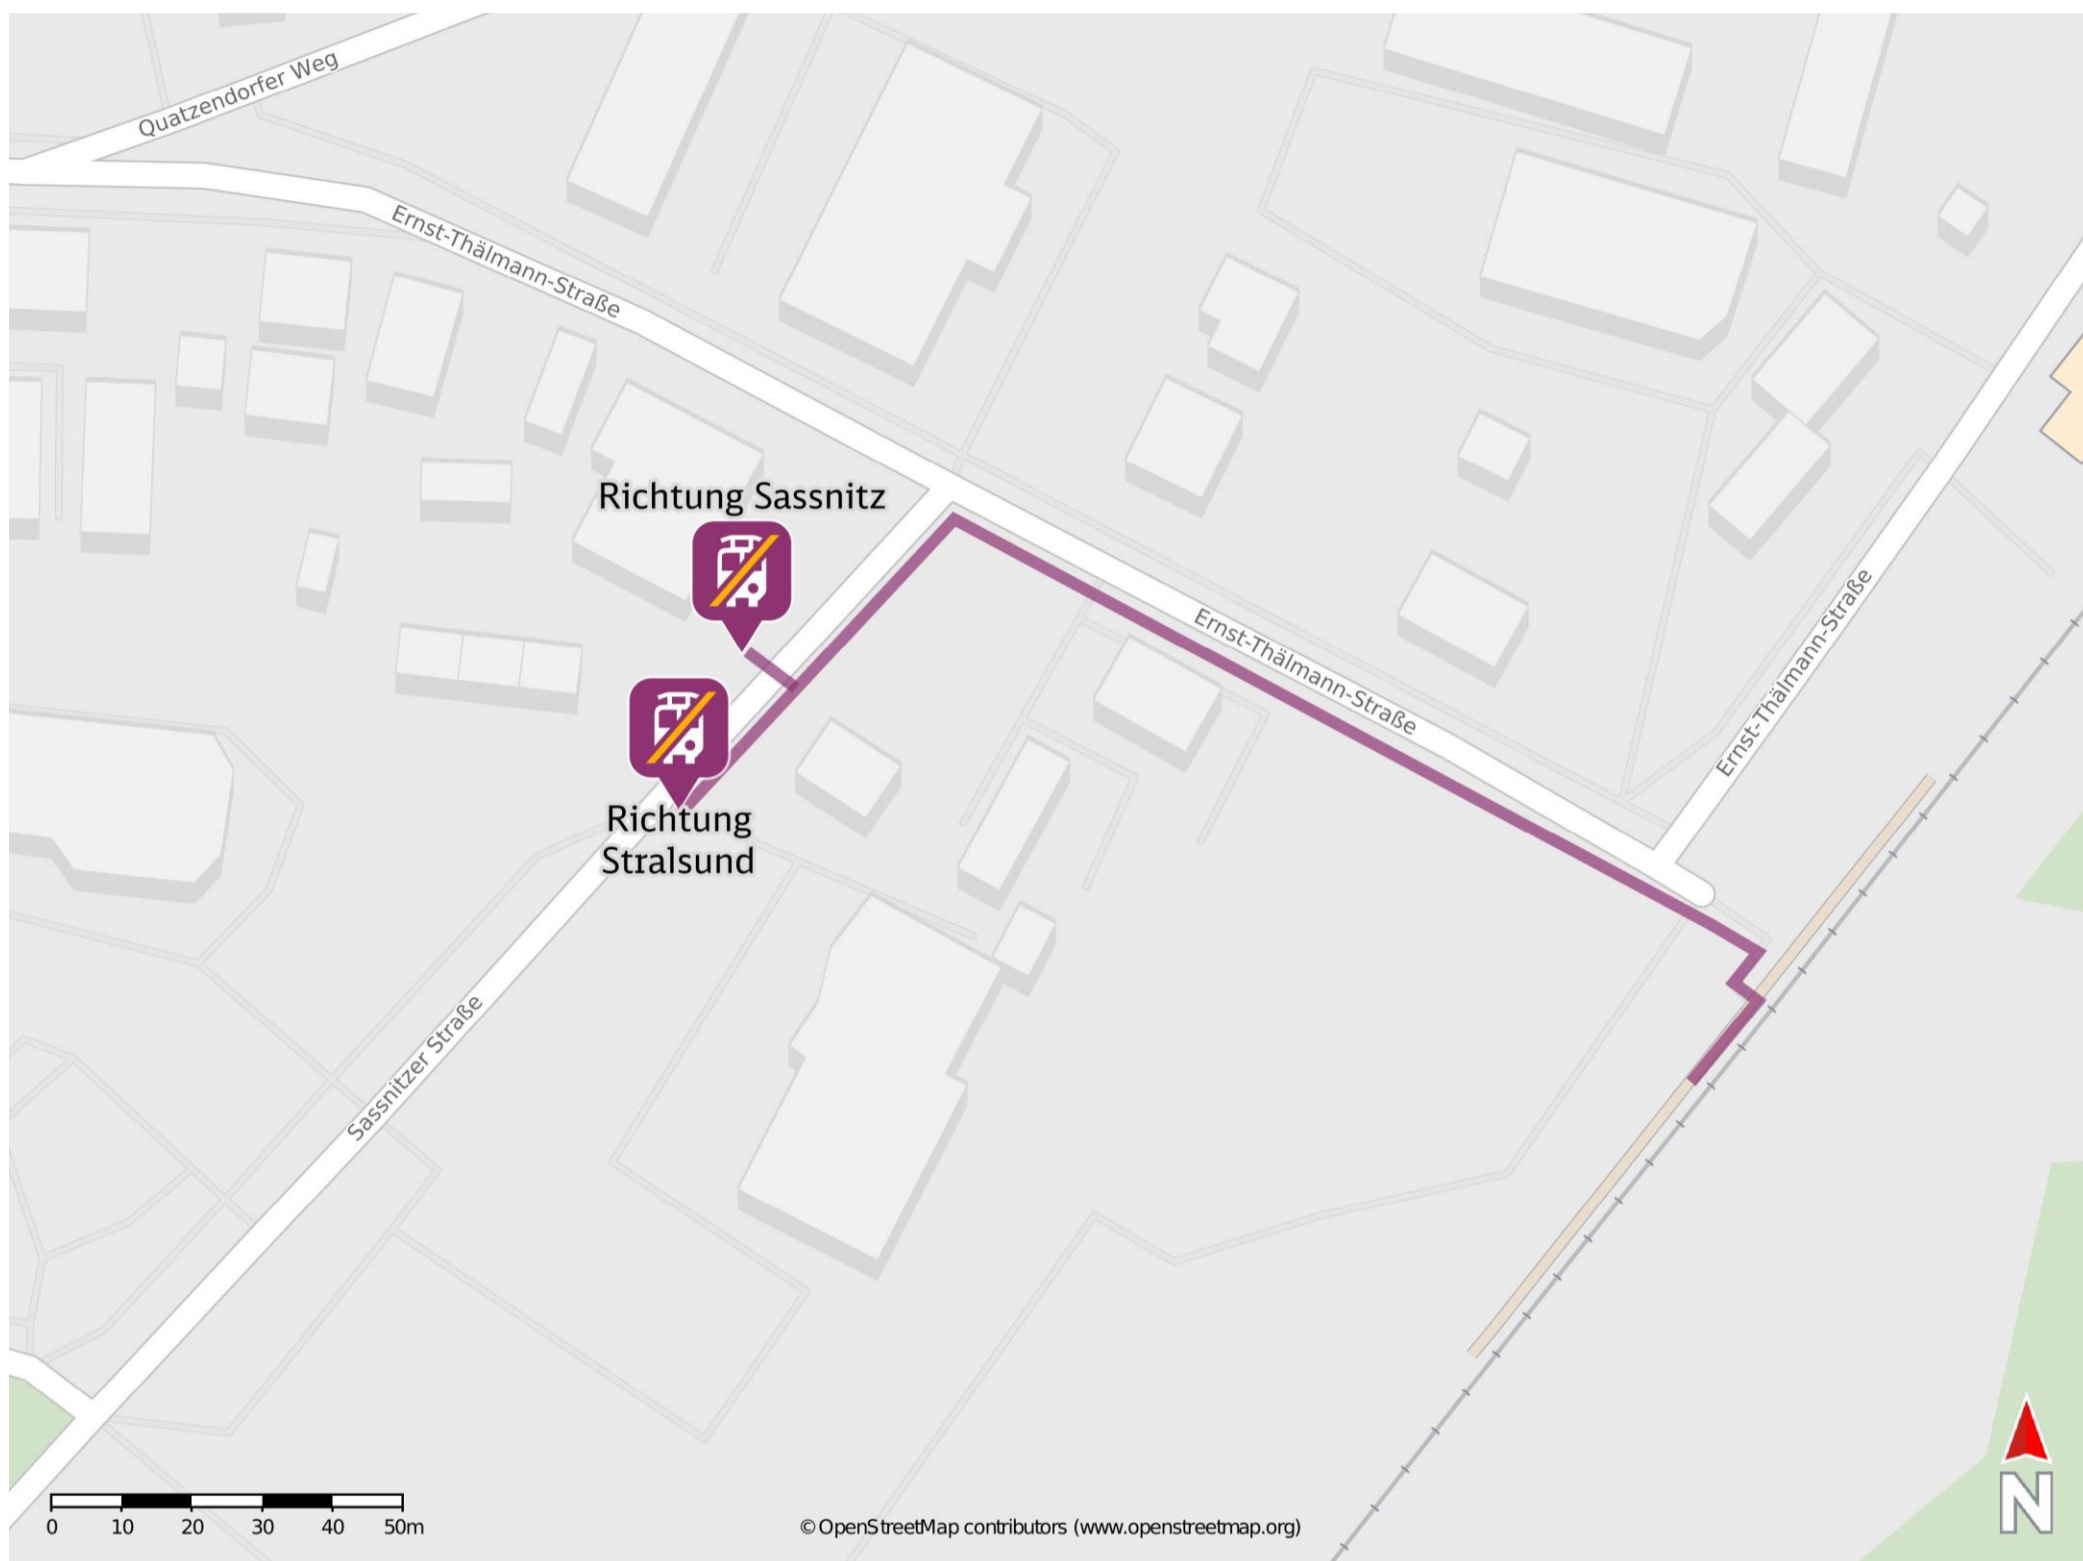 Quatzendorfer Weg
Ernst-Thälmann-Straße
Richtung Sassnitz
Ernst-Thälmann-Straße
Ernst-Thälmann-Straße
Richtung
Stralsund
Sassnitzer Straße
0 10 20 30 40 50m
© OpenStreetMap contributors (www.openstreetmap.org)
N